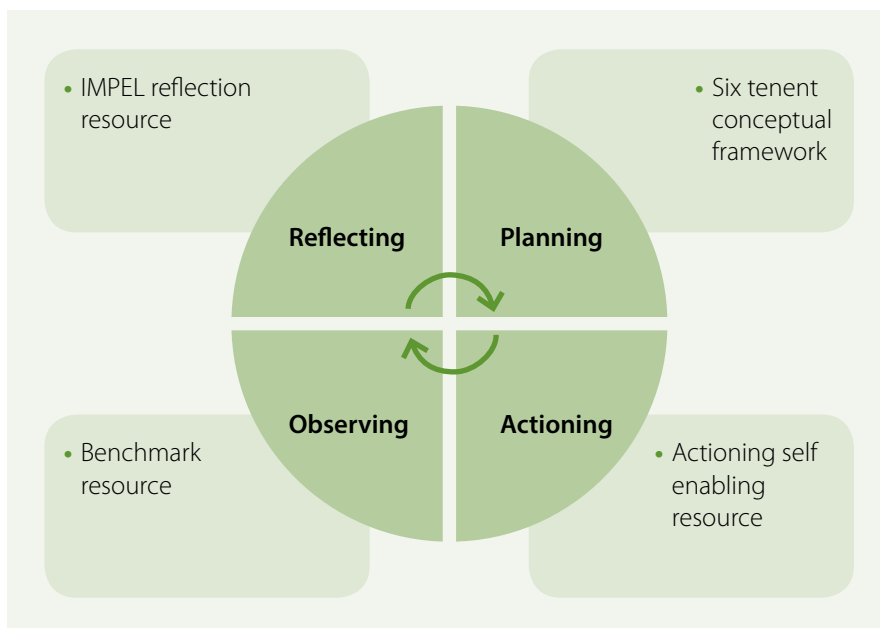 • IMPEL reflection
resource
• Six tenent
conceptual
framework
Reflecting
Planning
Observing
Actioning
• Benchmark
resource
• Actioning self
enabling
resource